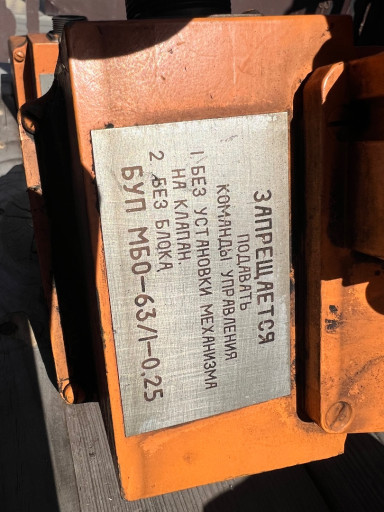 ЗАПРЕЩАЕТСЯ
ПОДАВАТЬ
КОМАНДЫ УПРАВЛЕНИЯ
1 БЕЗ УСТАНОВКИ МЕХАНИЗМА
НА КЛАПАН.
2. БЕЗ БЛОКА
БУП МБО-63/1-0,25